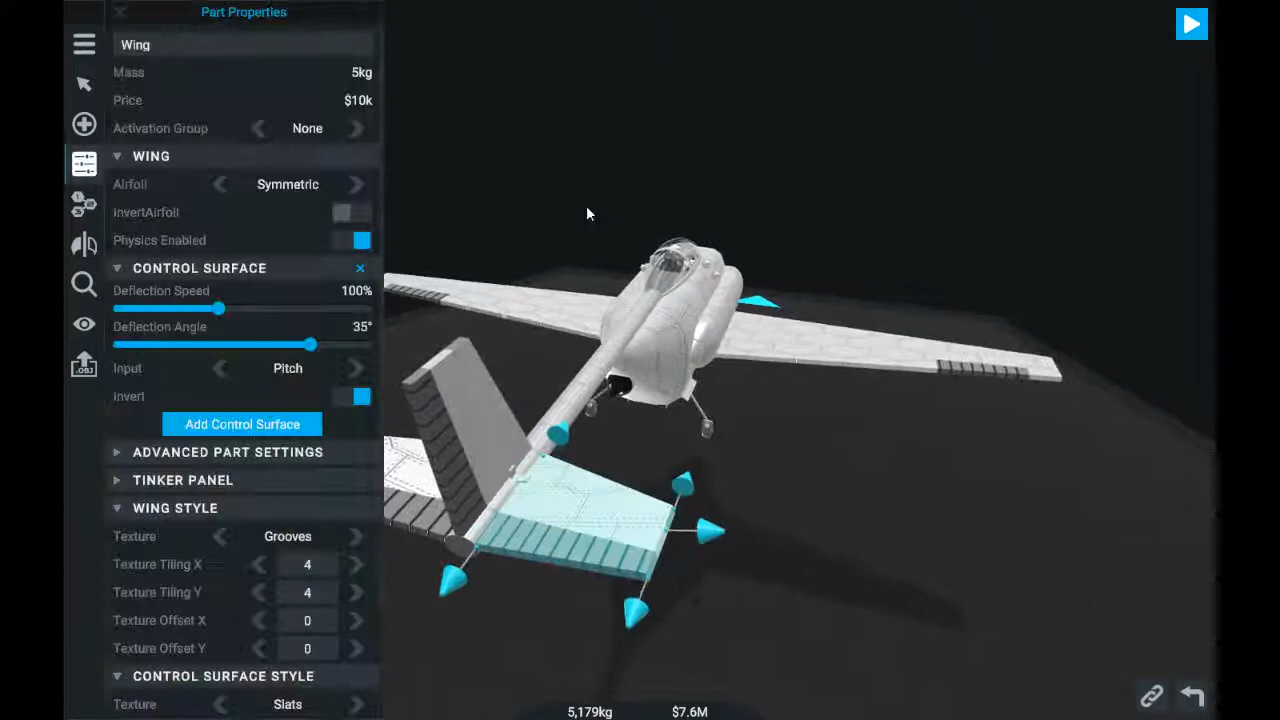 Part Properties
Wing
Mass 5kg
Price $10k
Activation Group None
WING
Airfoil Symmetric
InvertAirfoil
Physics Enabled
CONTROL SURFACE
Deflection Speed 100%
Deflection Angle 35°
Input Pitch
Invert
Add Control Surface
ADVANCED PART SETTINGS
TINKER PANEL
WING STYLE
Texture Grooves
Texture Tiling X 4
Texture Tiling Y 4
Texture Offset X 0
Texture Offset Y 0
CONTROL SURFACE STYLE
Texture Slats
.OBJ
5,179kg $7.6M